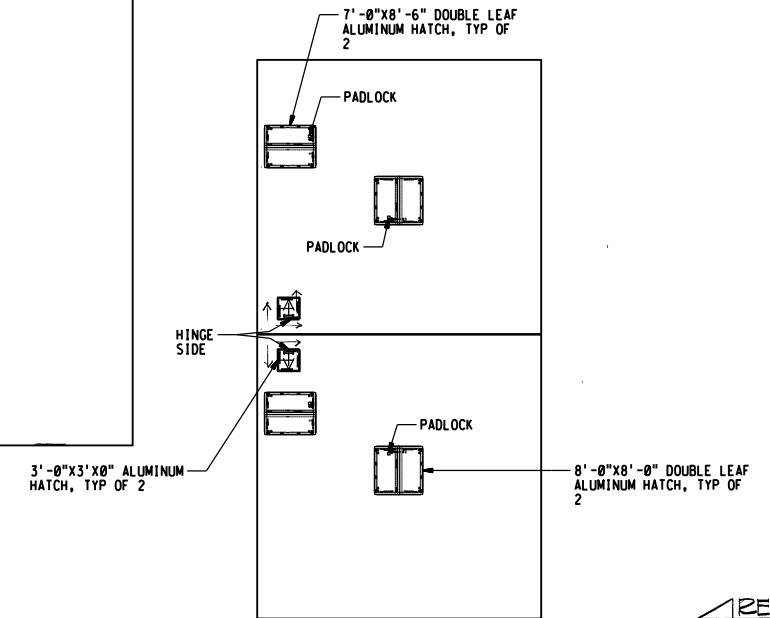 7'-0"X8'-6" DOUBLE LEAF
ALUMINUM HATCH, TYP OF
2
PADLOCK
PADLOCK
HINGE
SIDE
PADLOCK
3'-0"X3'X0" ALUMINUM
HATCH, TYP OF 2
8'-0"X8'-0" DOUBLE LEAF
ALUMINUM HATCH, TYP OF
2